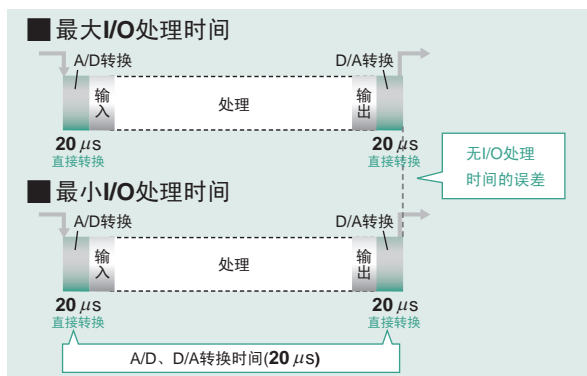 ■ 最大I/O处理时间
A/D转换
D/A转换
输入
处理
输出
20 μs
直接转换
20 μs
直接转换
无I/O处理
时间的误差
■ 最小I/O处理时间
A/D转换
D/A转换
输入
处理
输出
20 μs
直接转换
20 μs
直接转换
A/D、D/A转换时间(20 μs)